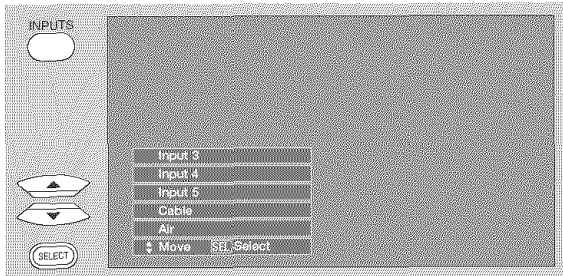 INPUTS
Input 3
Input 4
Input 5
Cable
Air
Move SEL Select
SELECT